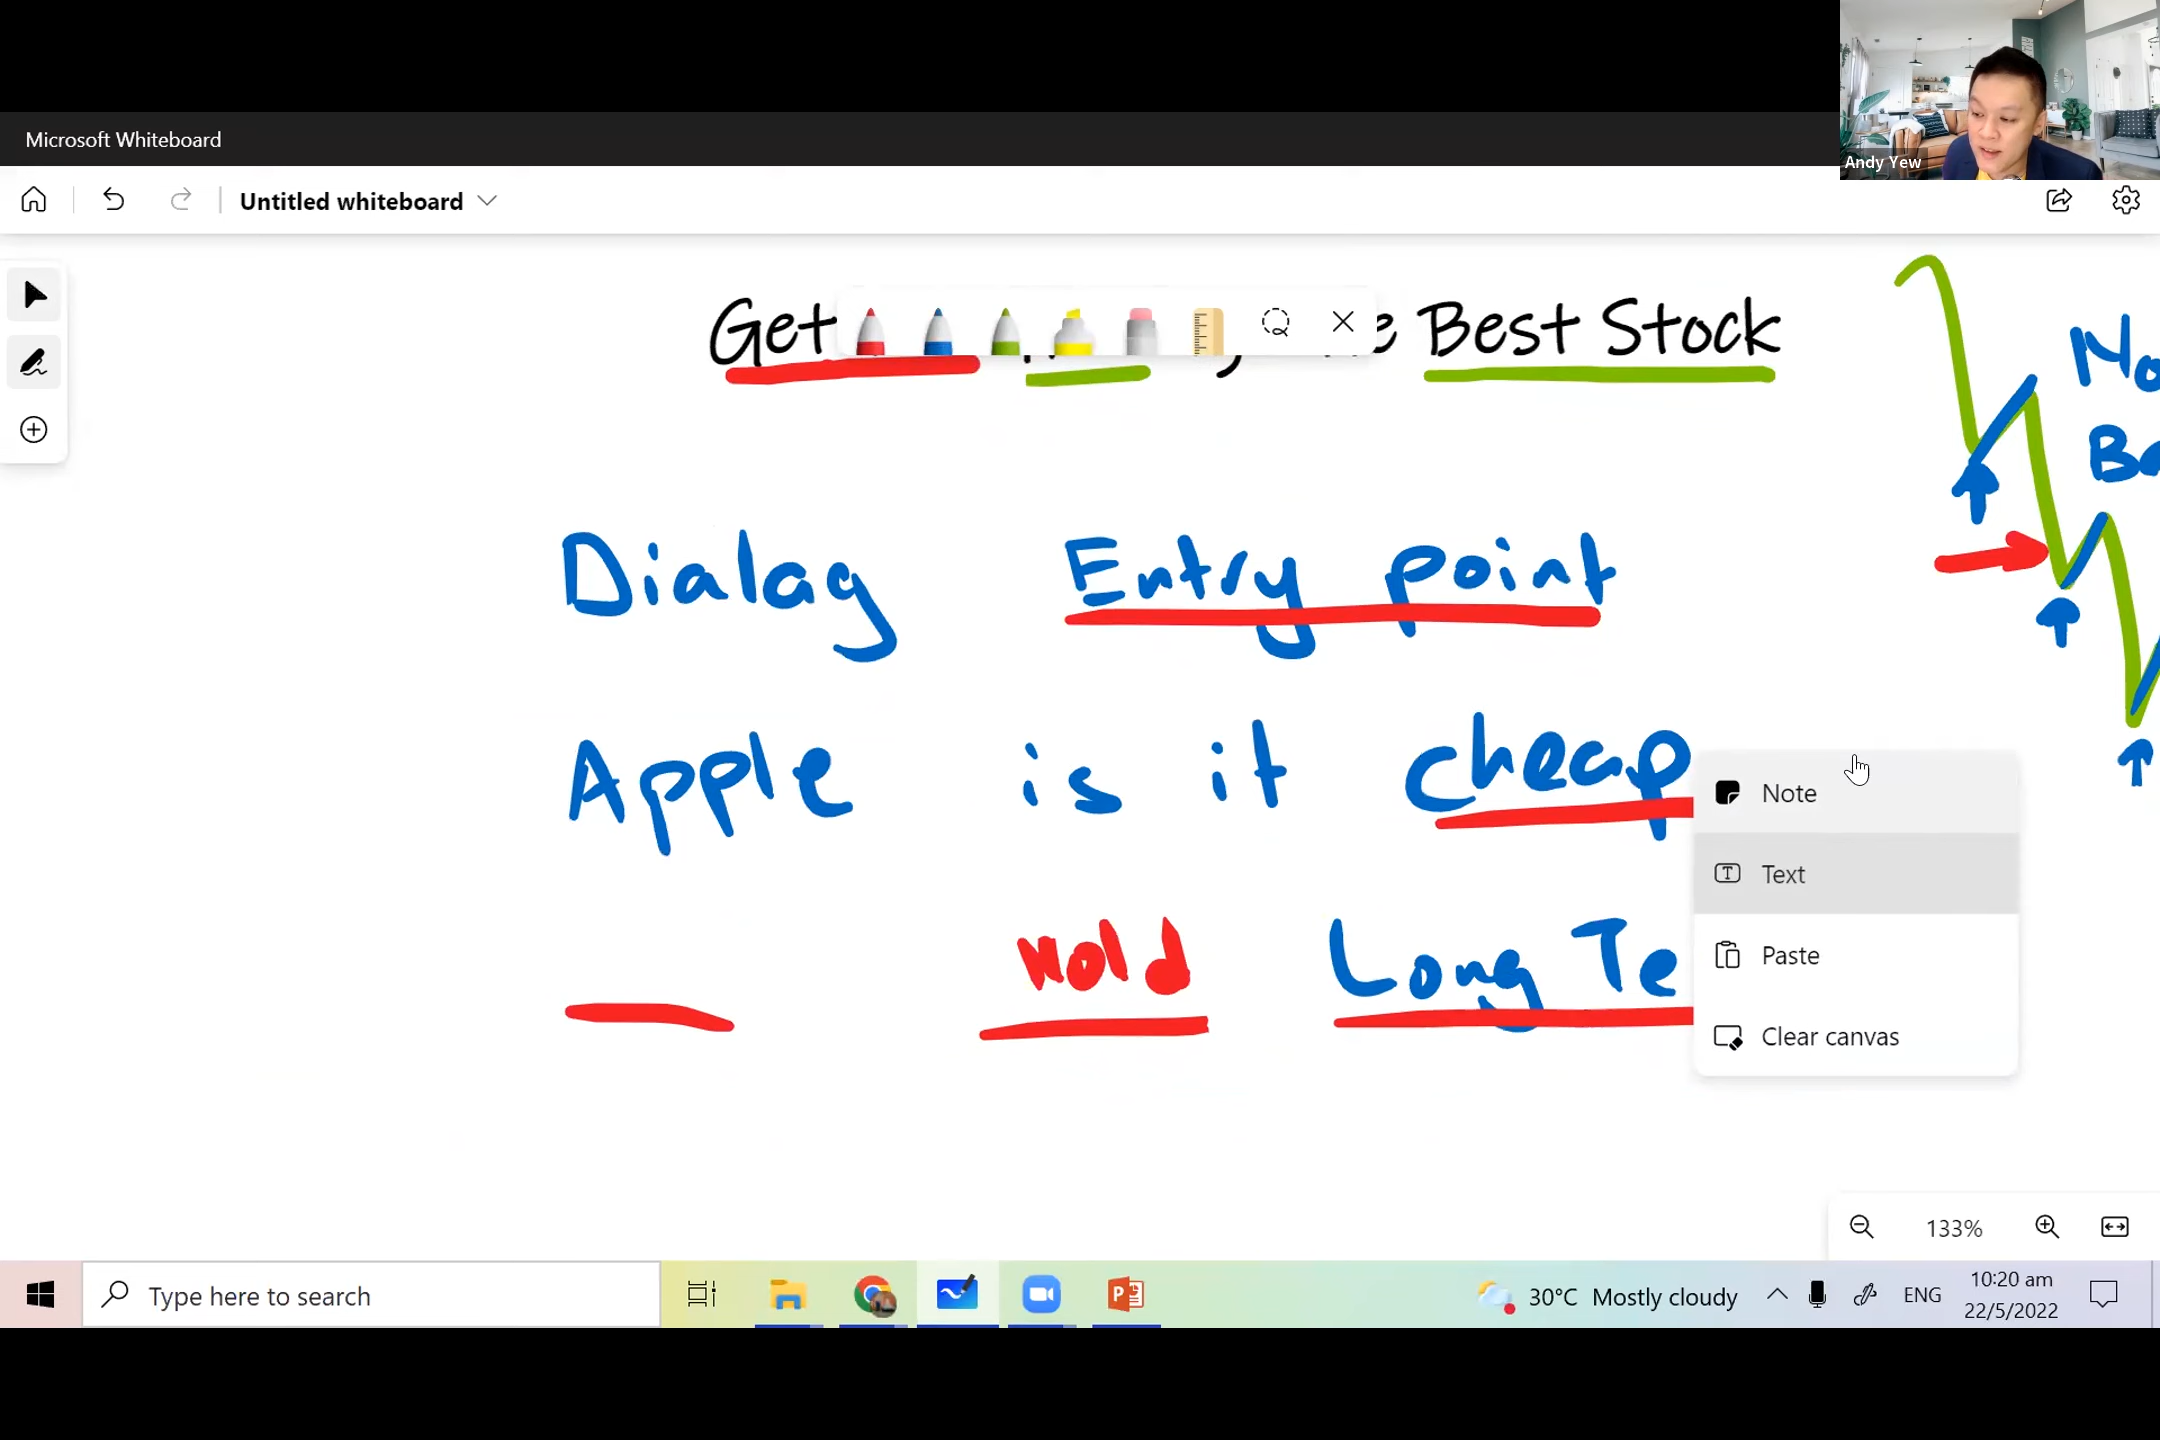 Andy Yew
Microsoft Whiteboard
Untitled whiteboard
Get Best Stock
Dialag Entry point
Apple is it cheap
Hold Long Te
Note
Text
Paste
Clear canvas
133%
Type here to search
30°C Mostly cloudy
ENG
10:20 am
22/5/2022